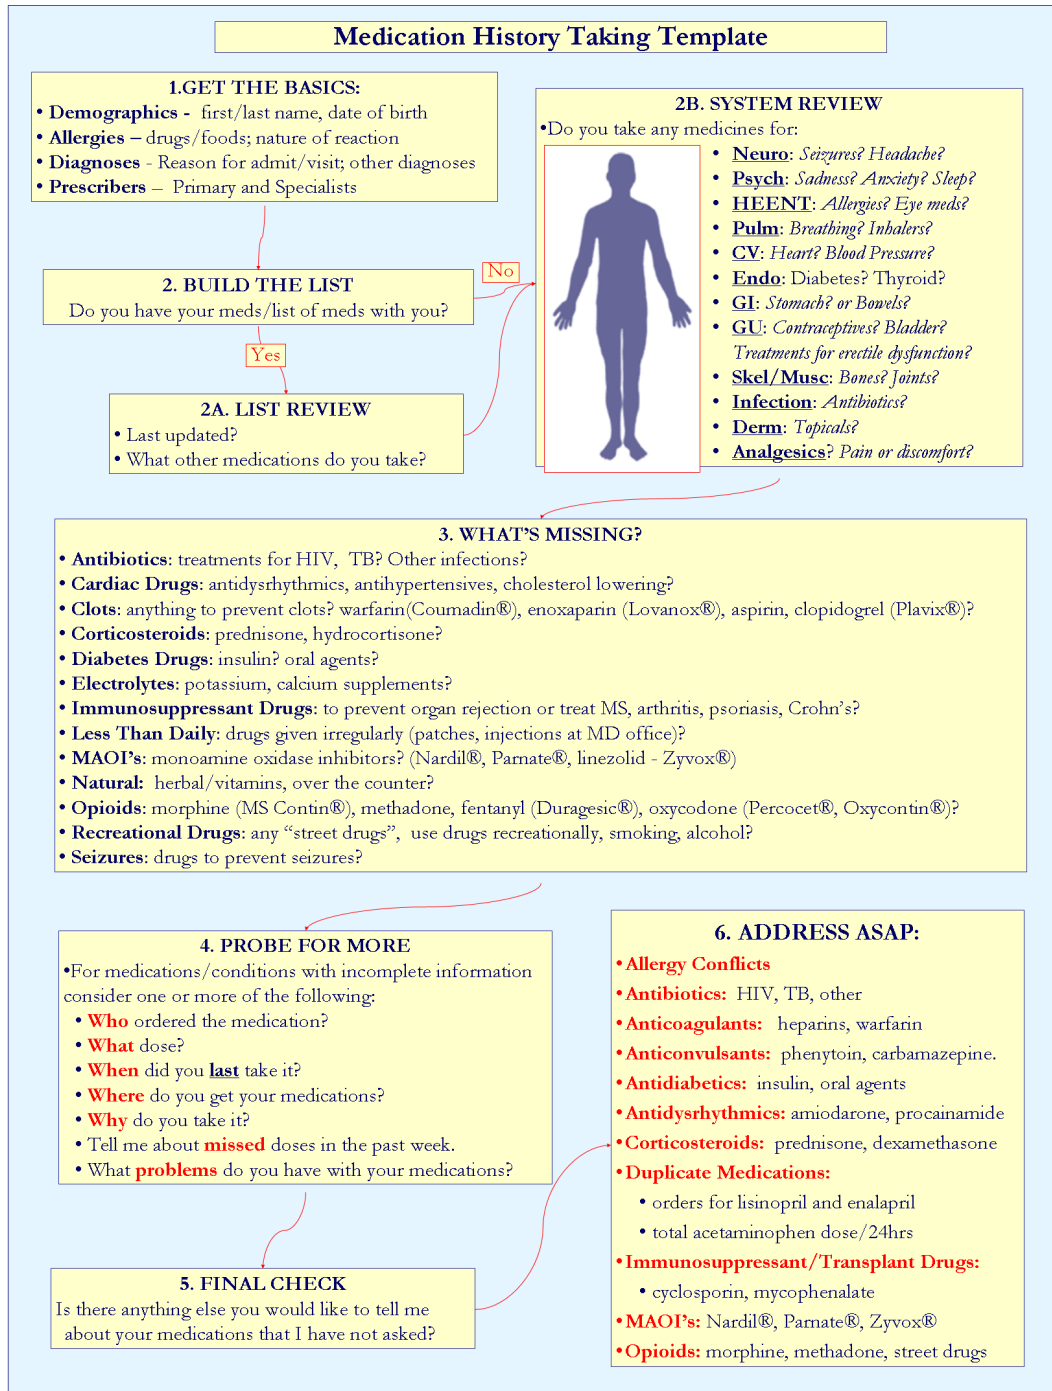 Medication History Taking Template
1.GET THE BASICS:
• Demographics - first/last name, date of birth
• Allergies – drugs/foods; nature of reaction
• Diagnoses - Reason for admit/visit; other diagnoses
• Prescribers – Primary and Specialists
2. BUILD THE LIST
Do you have your meds/list of meds with you?
No
Yes
2A. LIST REVIEW
• Last updated?
• What other medications do you take?
2B. SYSTEM REVIEW
•Do you take any medicines for:
• Neuro: Seizures? Headache?
• Psych: Sadness? Anxiety? Sleep?
• HEENT: Allergies? Eye meds?
• Pulm: Breathing? Inhalers?
• CV: Heart? Blood Pressure?
• Endo: Diabetes? Thyroid?
• GI: Stomach? or Bowels?
• GU: Contraceptives? Bladder?
Treatments for erectile dysfunction?
• Skel/Musc: Bones? Joints?
• Infection: Antibiotics?
• Derm: Topicals?
• Analgesics? Pain or discomfort?
3. WHAT'S MISSING?
• Antibiotics: treatments for HIV, TB? Other infections?
• Cardiac Drugs: antidysrhythmics, antihypertensives, cholesterol lowering?
• Clots: anything to prevent clots? warfarin(Coumadin®), enoxaparin (Lovanox®), aspirin, clopidogrel (Plavix®)?
• Corticosteroids: prednisone, hydrocortisone?
• Diabetes Drugs: insulin? oral agents?
• Electrolytes: potassium, calcium supplements?
• Immunosuppressant Drugs: to prevent organ rejection or treat MS, arthritis, psoriasis, Crohn's?
• Less Than Daily: drugs given irregularly (patches, injections at MD office)?
• MAOI's: monoamine oxidase inhibitors? (Nardil®, Parnate®, linezolid - Zyvox®)
• Natural: herbal/vitamins, over the counter?
• Opioids: morphine (MS Contin®), methadone, fentanyl (Duragesic®), oxycodone (Percocet®, Oxycontin®)?
• Recreational Drugs: any "street drugs", use drugs recreationally, smoking, alcohol?
• Seizures: drugs to prevent seizures?
4. PROBE FOR MORE
•For medications/conditions with incomplete information
consider one or more of the following:
• Who ordered the medication?
• What dose?
• When did you last take it?
• Where do you get your medications?
• Why do you take it?
• Tell me about missed doses in the past week.
• What problems do you have with your medications?
5. FINAL CHECK
Is there anything else you would like to tell me
about your medications that I have not asked?
6. ADDRESS ASAP:
• Allergy Conflicts
• Antibiotics: HIV, TB, other
• Anticoagulants: heparins, warfarin
• Anticonvulsants: phenytoin, carbamazepine.
• Antidiabetics: insulin, oral agents
• Antidysrhythmics: amiodarone, procainamide
• Corticosteroids: prednisone, dexamethasone
• Duplicate Medications:
• orders for lisinopril and enalapril
• total acetaminophen dose/24hrs
• Immunosuppressant/Transplant Drugs:
• cyclosporin, mycophenalate
• MAOI's: Nardil®, Parnate®, Zyvox®
• Opioids: morphine, methadone, street drugs